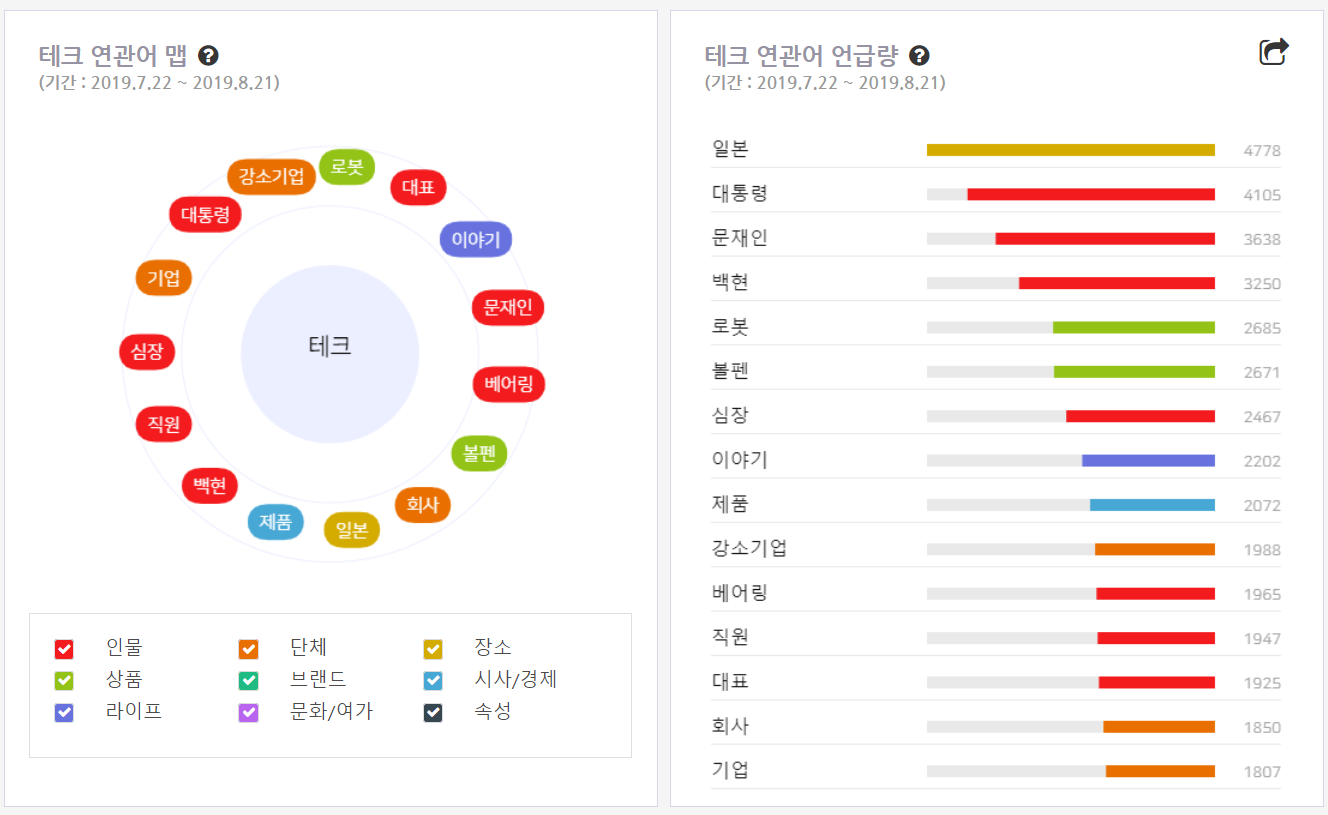 테크 연관어 맵 ?
(기간 : 2019.7.22 ~ 2019.8.21)
강소기업
로봇
대표
대통령
이야기
기업
문재인
심장
테크
베어링
직원
볼펜
백현
회사
제품
일본
인물 단체 장소
상품 브랜드 시사/경제
라이프 문화/여가 속성
테크 연관어 언급량 ?
(기간 : 2019.7.22 ~ 2019.8.21)
일본 4778
대통령 4105
문재인 3638
백현 3250
로봇 2685
볼펜 2671
심장 2467
이야기 2202
제품 2072
강소기업 1988
베어링 1965
직원 1947
대표 1925
회사 1850
기업 1807